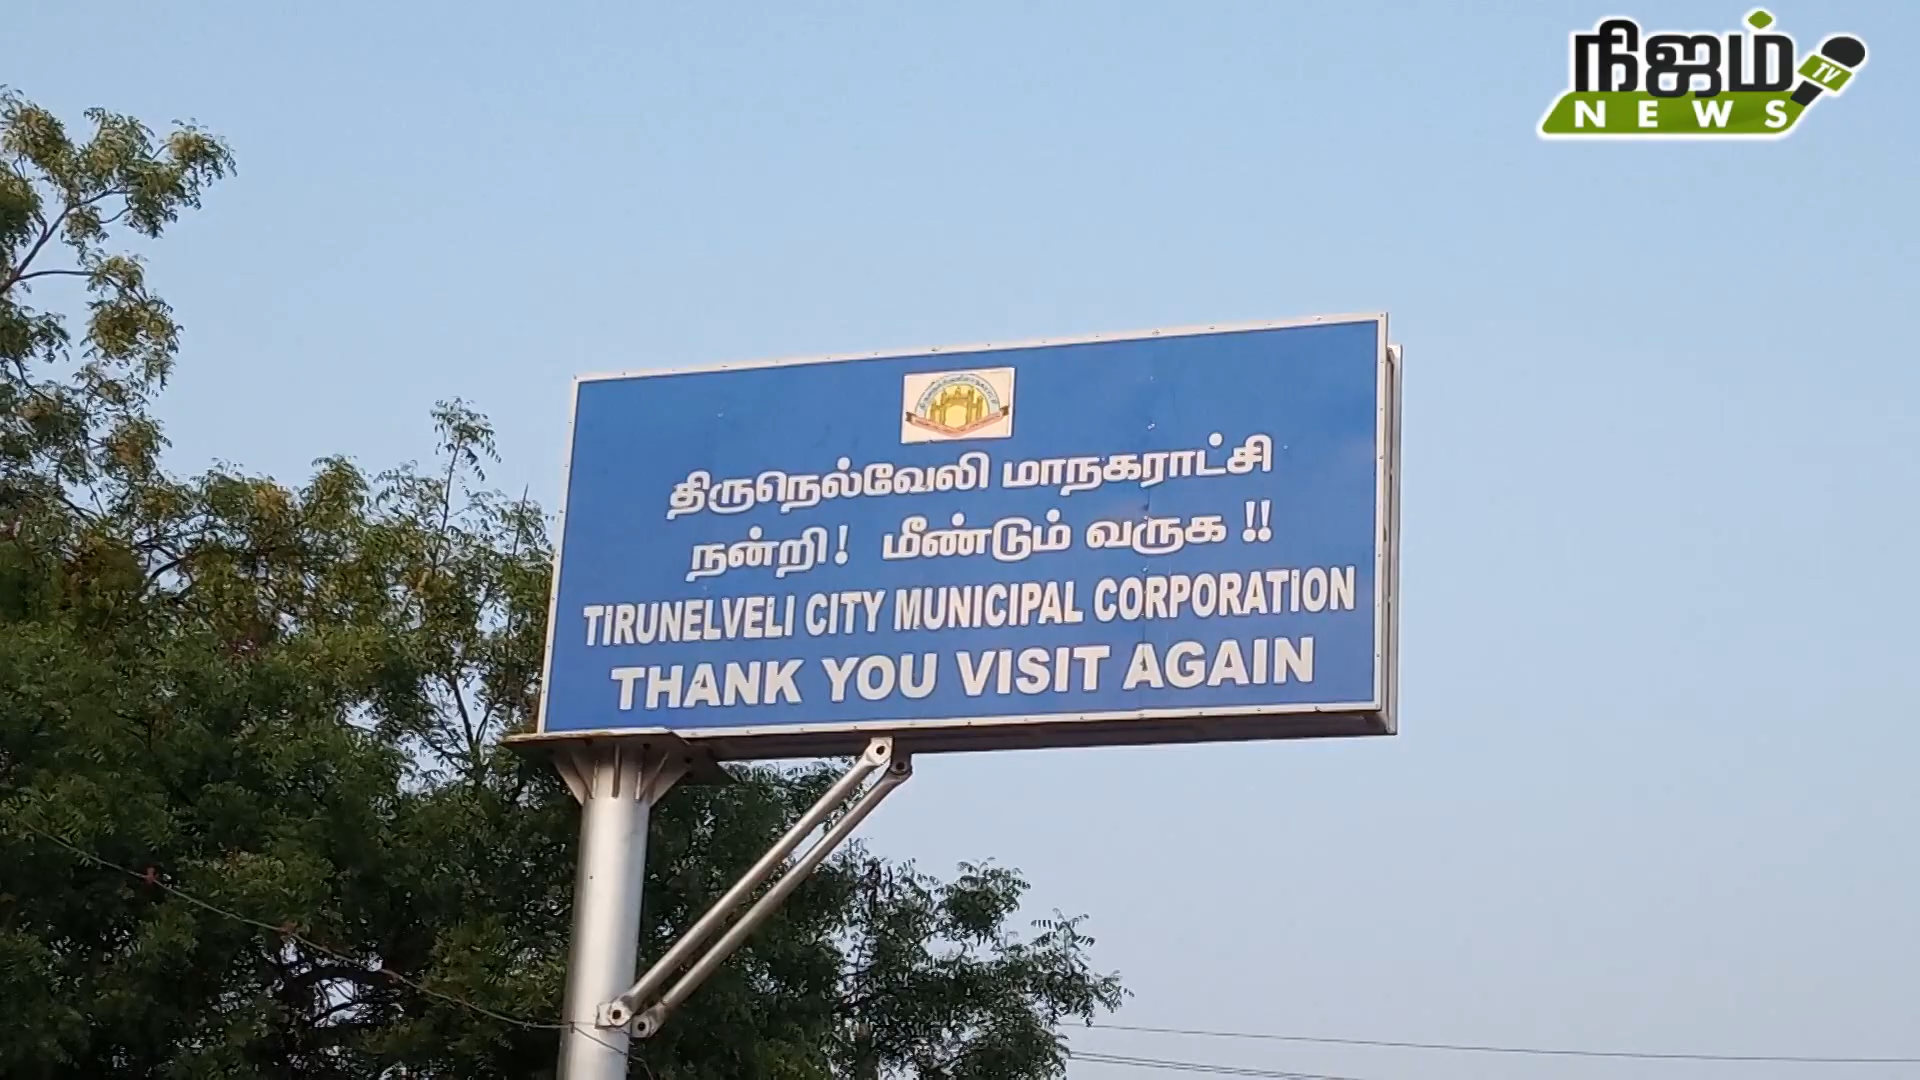 நிஜம்
TV
NEWS
திருநெல்வேலி மாநகராட்சி
நன்றி! மீண்டும் வருக !!
TIRUNELVELI CITY MUNICIPAL CORPORATION
THANK YOU VISIT AGAIN